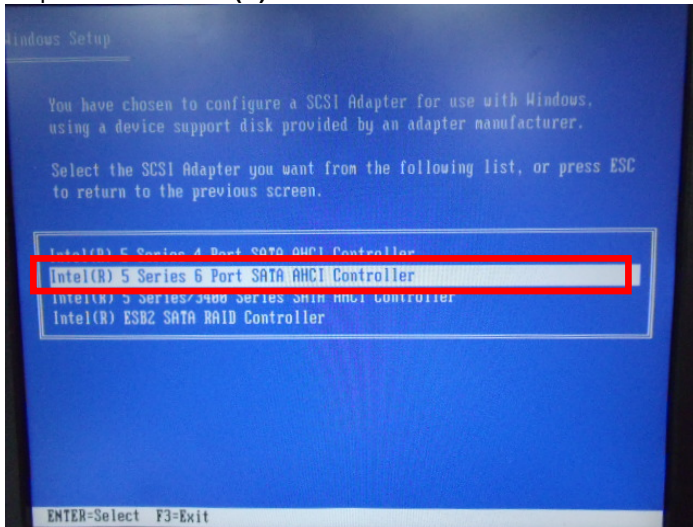 Windows Setup
You have chosen to configure a SCSI Adapter for use with Windows,
using a device support disk provided by an adapter manufacturer.
Select the SCSI Adapter you want from the following list, or press ESC
to return to the previous screen.
Intel(R) 5 Series 4 Port SATA AHCI Controller
Intel(R) 5 Series 6 Port SATA AHCI Controller
Intel(R) 5 Series/3400 Series SATA AHCI Controller
Intel(R) ESB2 SATA RAID Controller
ENTER=Select F3=Exit